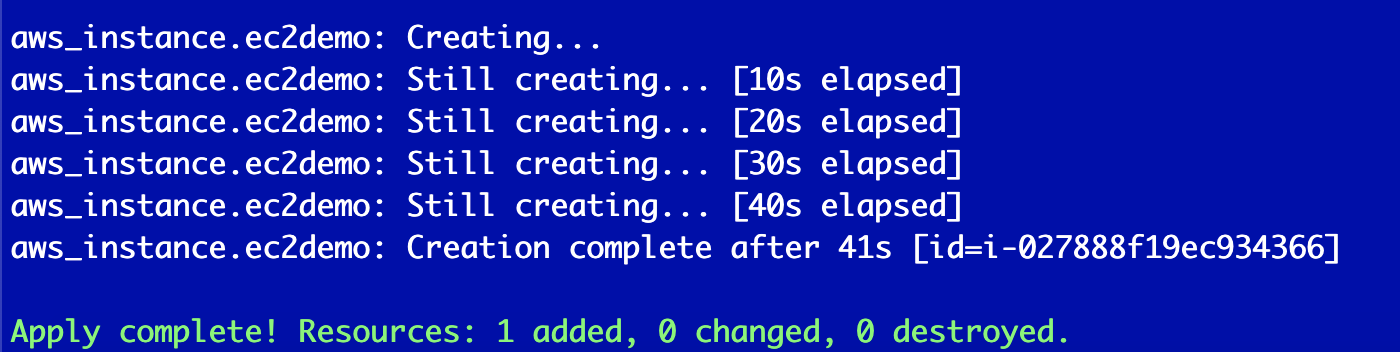 aws_instance.ec2demo: Creating...
aws_instance.ec2demo: Still creating... [10s elapsed]
aws_instance.ec2demo: Still creating... [20s elapsed]
aws_instance.ec2demo: Still creating... [30s elapsed]
aws_instance.ec2demo: Still creating... [40s elapsed]
aws_instance.ec2demo: Creation complete after 41s [id=i-027888f19ec934366]
Apply complete! Resources: 1 added, 0 changed, 0 destroyed.